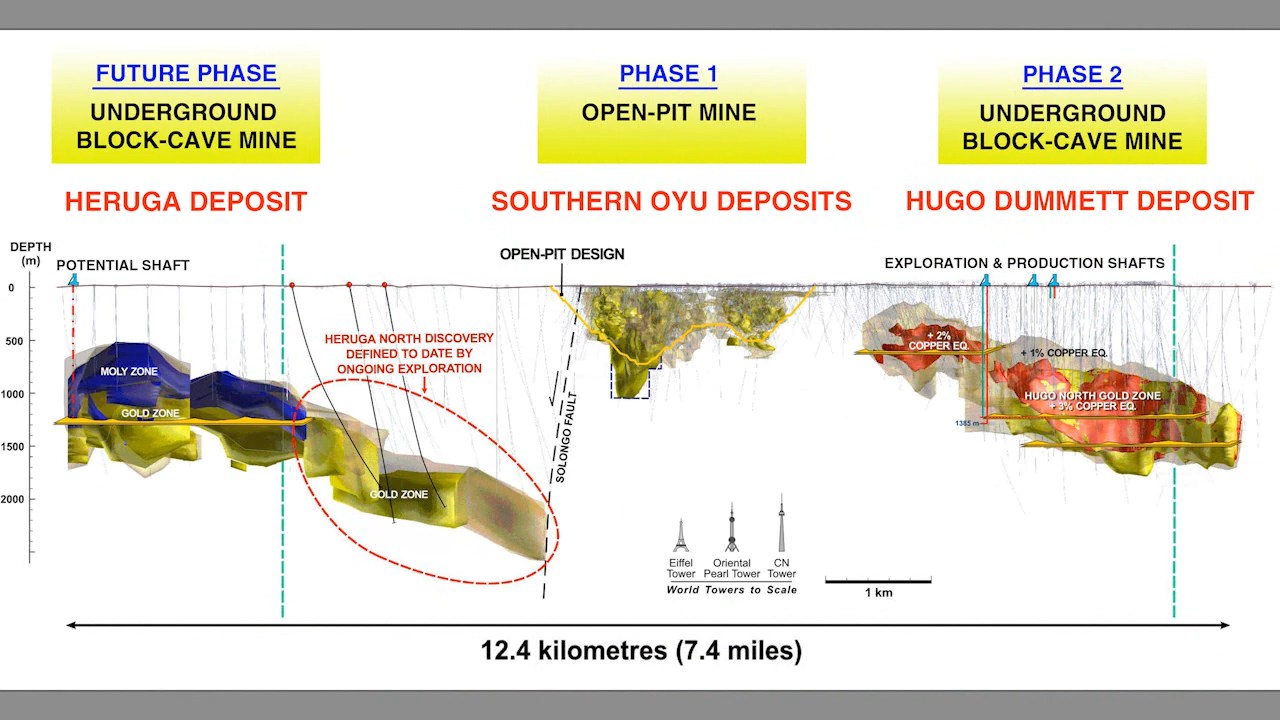 FUTURE PHASE
UNDERGROUND
BLOCK-CAVE MINE
PHASE 1
OPEN-PIT MINE
PHASE 2
UNDERGROUND
BLOCK-CAVE MINE
HERUGA DEPOSIT
SOUTHERN OYU DEPOSITS
HUGO DUMMETT DEPOSIT
DEPTH
(m)
POTENTIAL SHAFT
OPEN-PIT DESIGN
EXPLORATION & PRODUCTION SHAFTS
0
500
1000
1500
2000
MOLY ZONE
GOLD ZONE
HERUGA NORTH DISCOVERY
DEFINED TO DATE BY
ONGOING EXPLORATION
GOLD ZONE
SOLONGO FAULT
+ 2%
COPPER EQ.
+ 1% COPPER EQ.
HUGO NORTH GOLD ZONE
+ 3% COPPER EQ.
1385 m
Eiffel
Tower
Oriental
Pearl Tower
CN
Tower
World Towers to Scale
1 km
12.4 kilometres (7.4 miles)